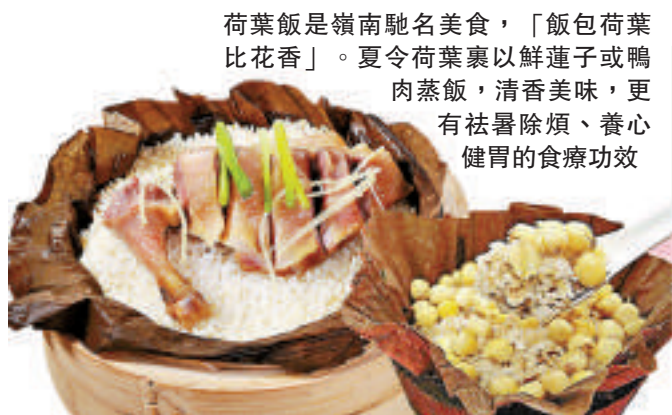 荷葉飯是嶺南馳名美食，「飯包荷葉
比花香」。夏令荷葉裹以鮮蓮子或鴨
肉蒸飯，清香美味，更
有祛暑除煩、養心
健胃的食療功效